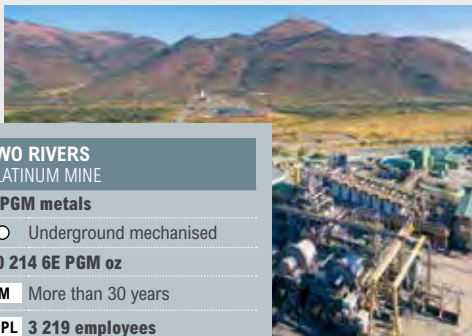 WO RIVERS
LATINUM MINE
PGM metals
O Underground mechanised
0 214 6E PGM oz
M More than 30 years
PL 3 219 employees